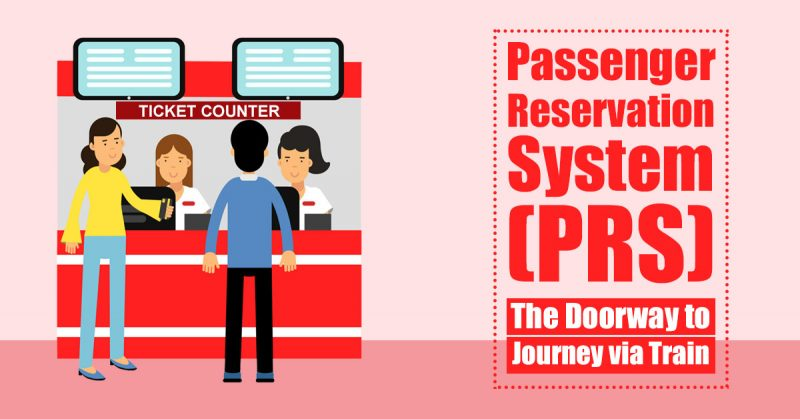 TICKET COUNTER
Passenger
Reservation
System
(PRS)
The Doorway to
Journey via Train